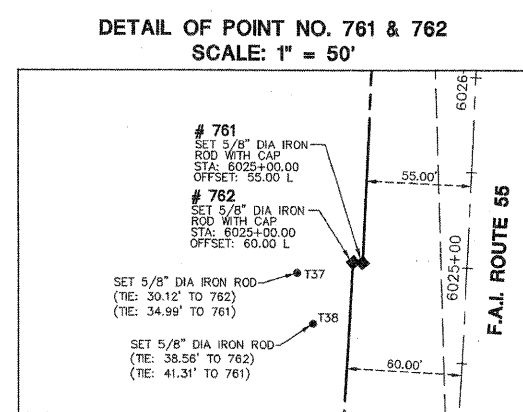 DETAIL OF POINT NO. 761 & 762
SCALE: 1" = 50'
# 761
SET 5/8" DIA IRON
ROD WITH CAP
STA: 6025+00.00
OFFSET: 55.00 L
# 762
SET 5/8" DIA IRON
ROD WITH CAP
STA: 6025+00.00
OFFSET: 60.00 L
SET 5/8" DIA IRON ROD
(TIE: 30.12' TO 762)
(TIE: 34.99' TO 761)
T37
SET 5/8" DIA IRON ROD
(TIE: 38.56' TO 762)
(TIE: 41.31' TO 761)
T38
55.00'
60.00'
6026
6025+00
F.A.I. ROUTE 55